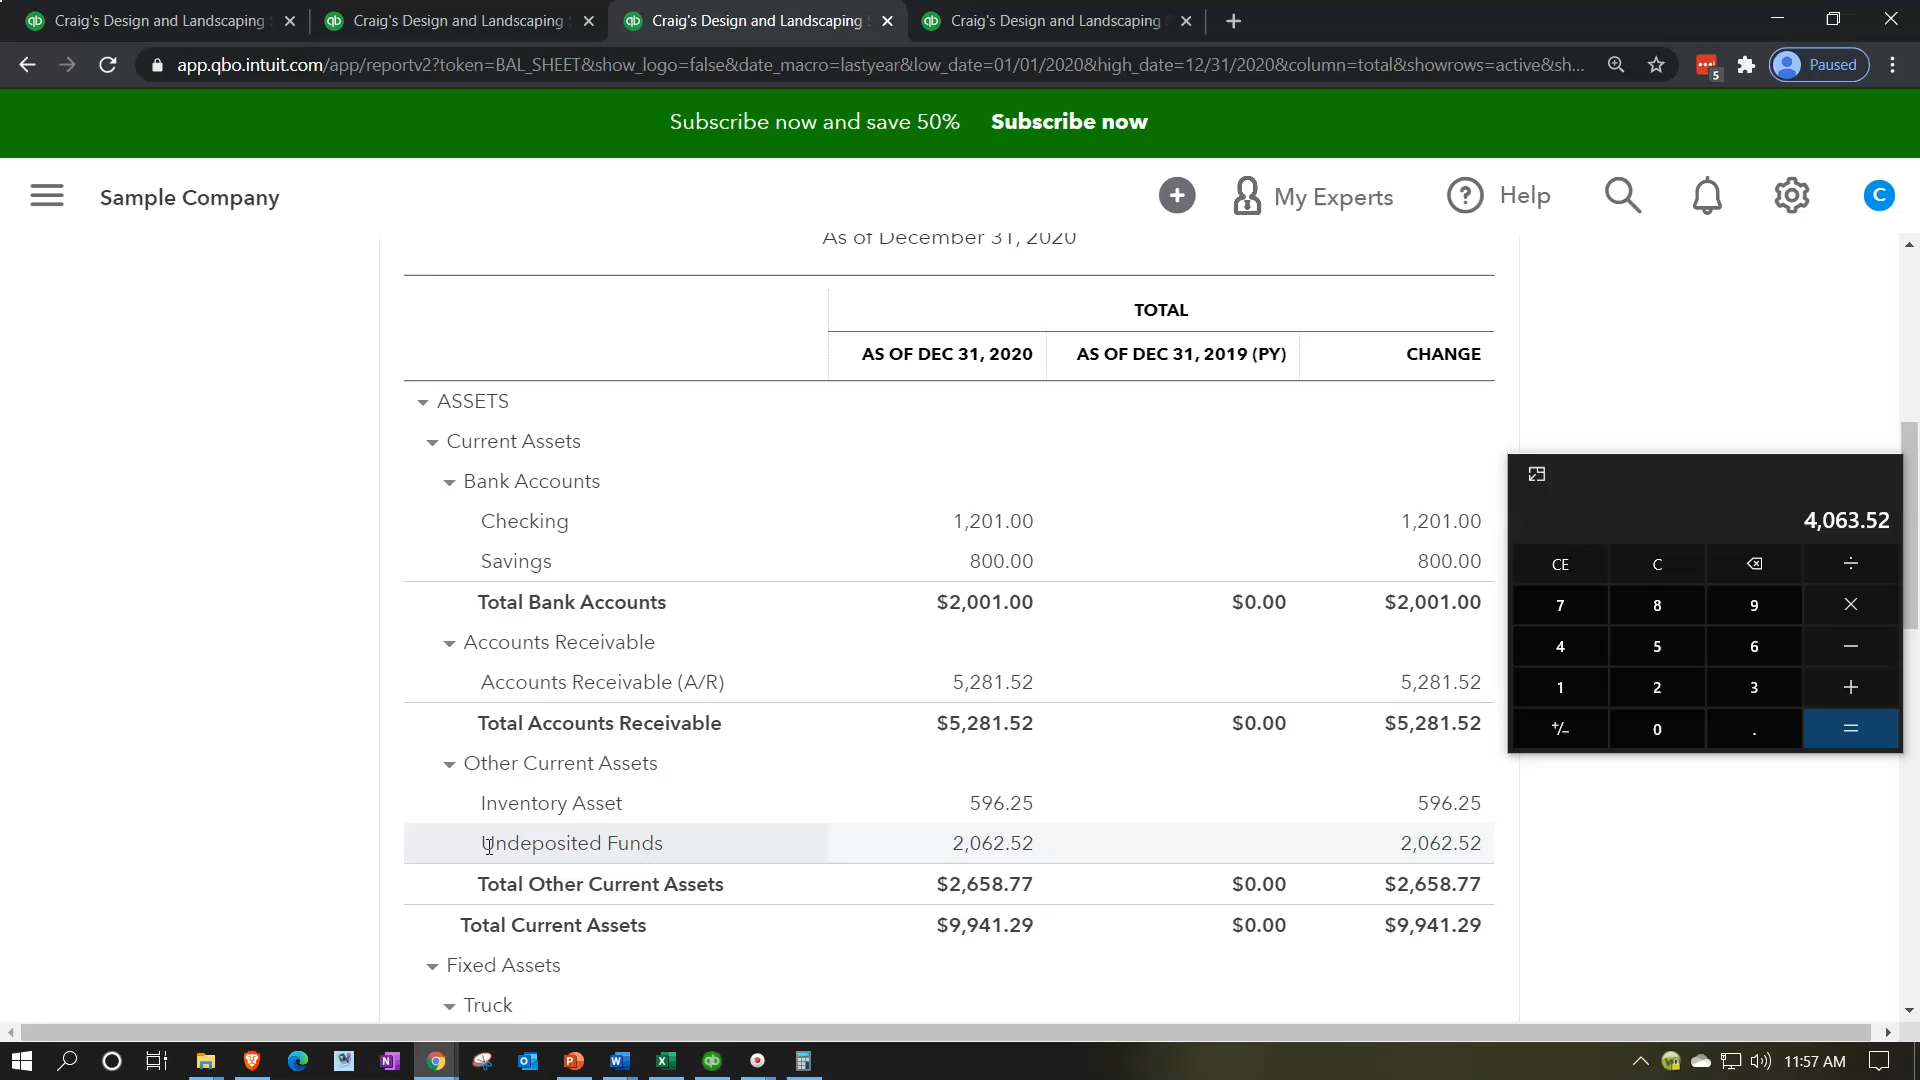 Craig's Design and Landscaping
Craig's Design and Landscaping
Craig's Design and Landscaping
Craig's Design and Landscaping
app.qbo.intuit.com/app/reportv2?token=BAL_SHEET&show_logo=false&date_macro=lastyear&low_date=01/01/2020&high_date=12/31/2020&column=total&showrows=active&sh...
5
Paused
Subscribe now and save 50% Subscribe now
Sample Company
My Experts
Help
C
As of December 31, 2020
TOTAL
AS OF DEC 31, 2020 AS OF DEC 31, 2019 (PY) CHANGE
ASSETS
Current Assets
Bank Accounts
Checking 1,201.00 1,201.00
Savings 800.00 800.00
Total Bank Accounts $2,001.00 $0.00 $2,001.00
Accounts Receivable
Accounts Receivable (A/R) 5,281.52 5,281.52
Total Accounts Receivable $5,281.52 $0.00 $5,281.52
Other Current Assets
Inventory Asset 596.25 596.25
Undeposited Funds 2,062.52 2,062.52
Total Other Current Assets $2,658.77 $0.00 $2,658.77
Total Current Assets $9,941.29 $0.00 $9,941.29
Fixed Assets
Truck
4,063.52
CE C ⌫ ÷
7 8 9 ×
4 5 6 −
1 2 3 +
+/− 0 . =
11:57 AM